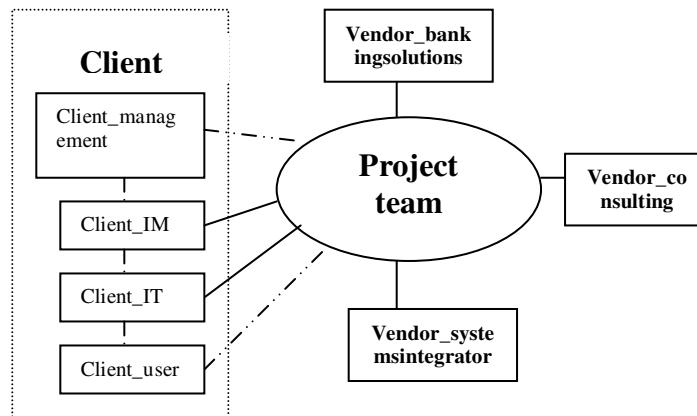 Client
Client_manag
ement
Client_IM
Client_IT
Client_user
Vendor_bank
ingsolutions
Project
team
Vendor_co
nsulting
Vendor_syste
msintegrator